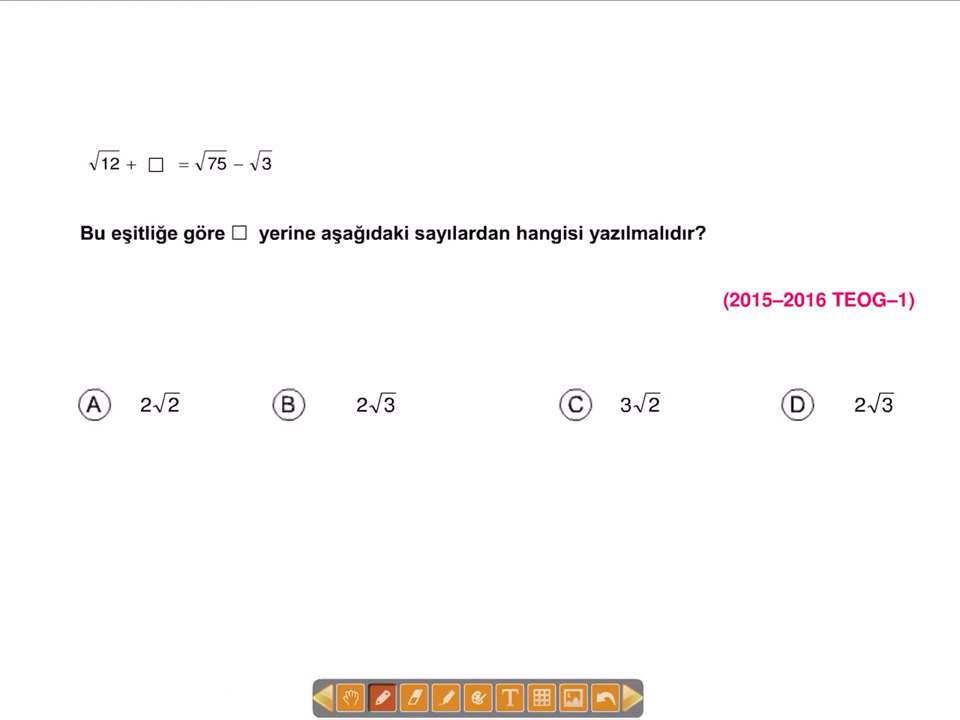 √12 + □ = √75 − √3
Bu eşitliğe göre □ yerine aşağıdaki sayılardan hangisi yazılmalıdır?
(2015–2016 TEOG–1)
A 2√2 B 2√3 C 3√2 D 2√3
T